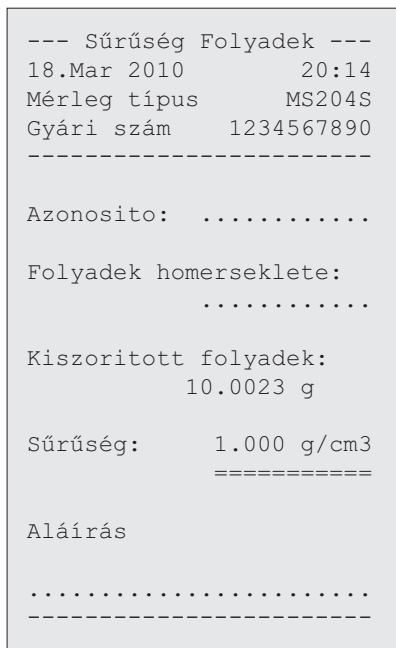 --- Sűrűség Folyadek ---
18.Mar 2010 20:14
Mérleg típus MS204S
Gyári szám 1234567890
------------------------
Azonosito: ............
Folyadek homerseklete:
............
Kiszoritott folyadek:
10.0023 g
Sűrűség: 1.000 g/cm3
===========
Aláírás
........................
------------------------